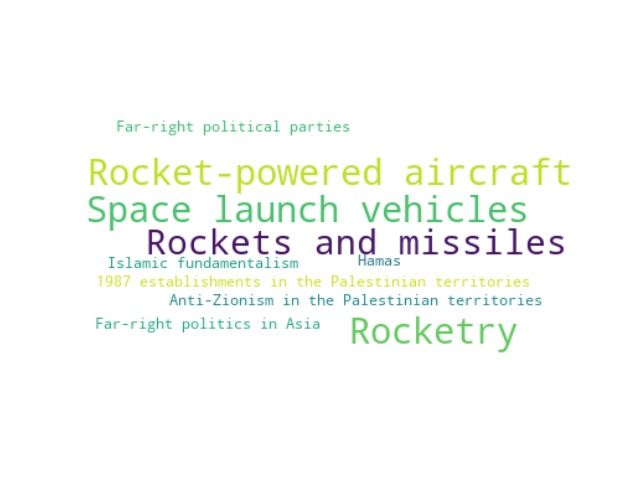 Far-right political parties
Rocket-powered aircraft
Space launch vehicles
Rockets and missiles
Islamic fundamentalism
Hamas
1987 establishments in the Palestinian territories
Anti-Zionism in the Palestinian territories
Far-right politics in Asia
Rocketry